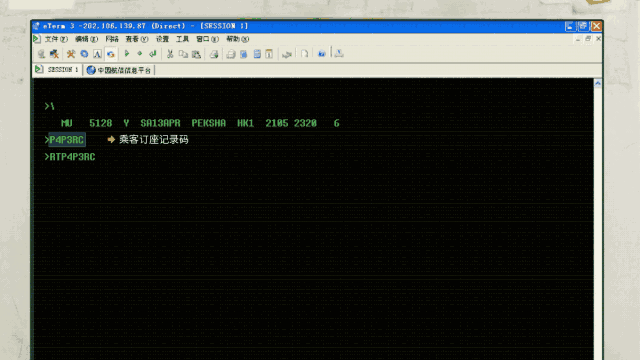 eTerm 3 -202.106.139.87 (Direct) - [SESSION 1]
文件(F) 编辑(E) 网络 查看(V) 设置 工具 窗口(W) 帮助(H)
SESSION 1 中国航信信息平台
>\
MU 5128 Y SA13APR PEKSHA HK1 2105 2320 6
>P4P3RC ➔ 乘客订座记录码
>RTP4P3RC